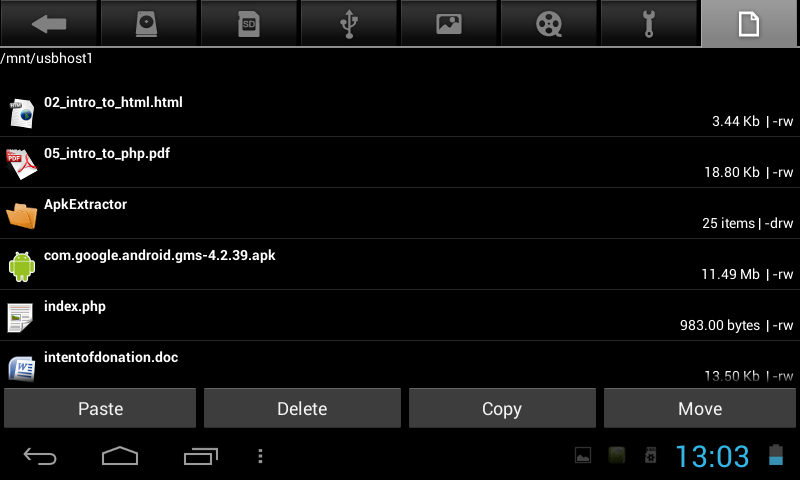 SD
/mnt/usbhost1
02_intro_to_html.html
3.44 Kb | -rw
PDF
05_intro_to_php.pdf
18.80 Kb | -rw
ApkExtractor
25 items | -drw
com.google.android.gms-4.2.39.apk
11.49 Mb | -rw
index.php
983.00 bytes | -rw
W
intentofdonation.doc
13.50 Kb | -rw
Paste Delete Copy Move
13:03